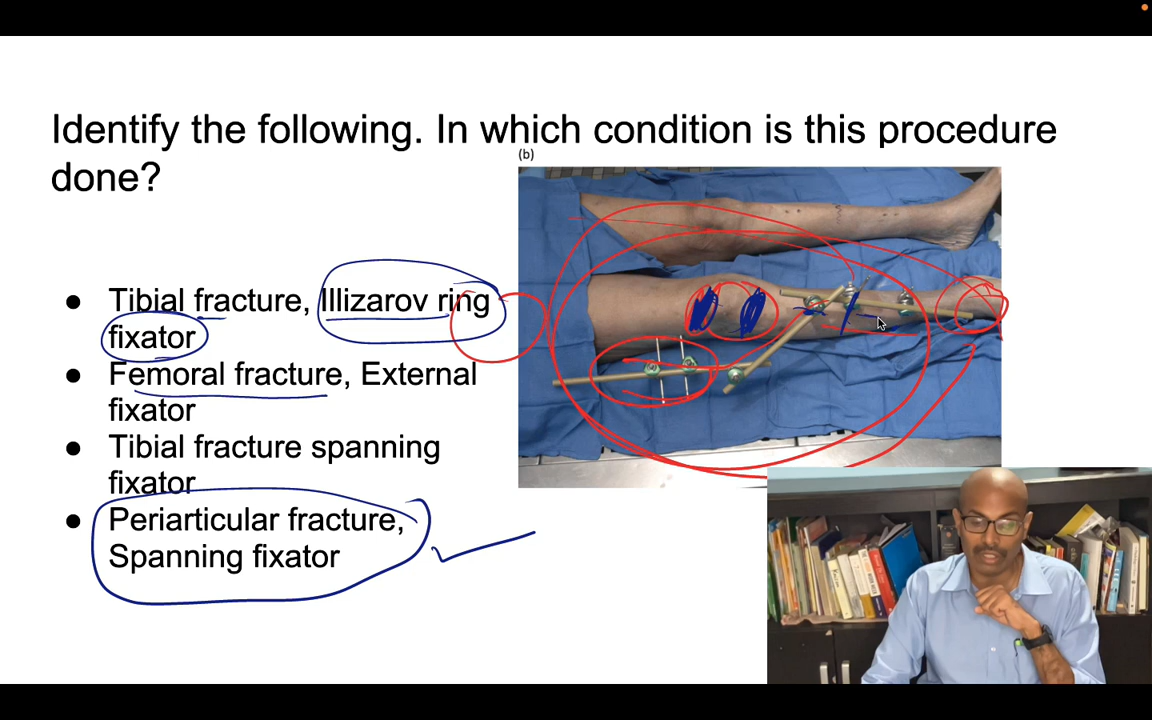 Identify the following. In which condition is this procedure
done?
(b)
● Tibial fracture, Illizarov ring
fixator
● Femoral fracture, External
fixator
● Tibial fracture spanning
fixator
● Periarticular fracture,
Spanning fixator